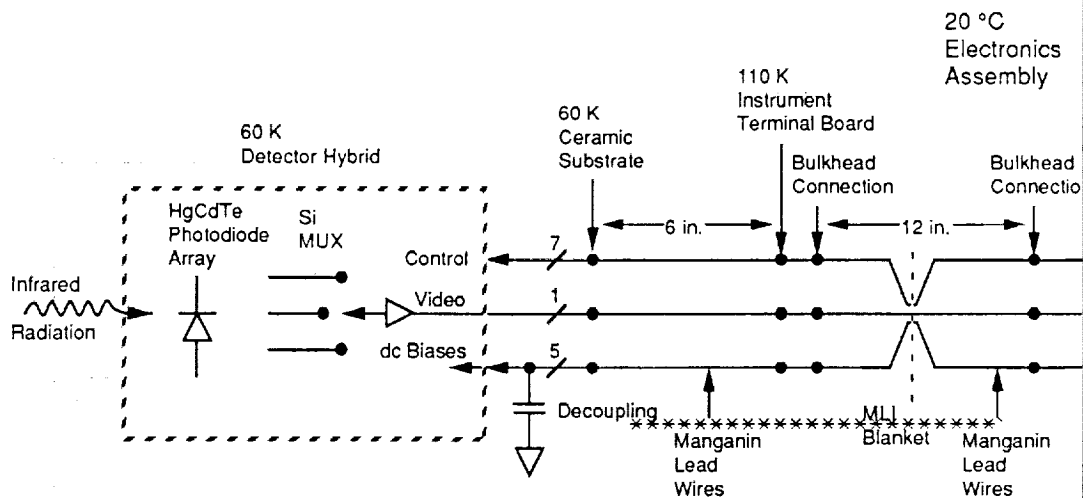 20 °C
Electronics
Assembly
110 K
Instrument
Terminal Board
60 K
Ceramic
Substrate
60 K
Detector Hybrid
Bulkhead
Connection
Bulkhead
Connectio
HgCdTe
Photodiode
Array
Si
MUX
6 in.
12 in.
Control
7
Infrared
Radiation
Video
1
dc Biases
5
Decoupling
MLI
Blanket
Manganin
Lead
Wires
Manganin
Lead
Wires